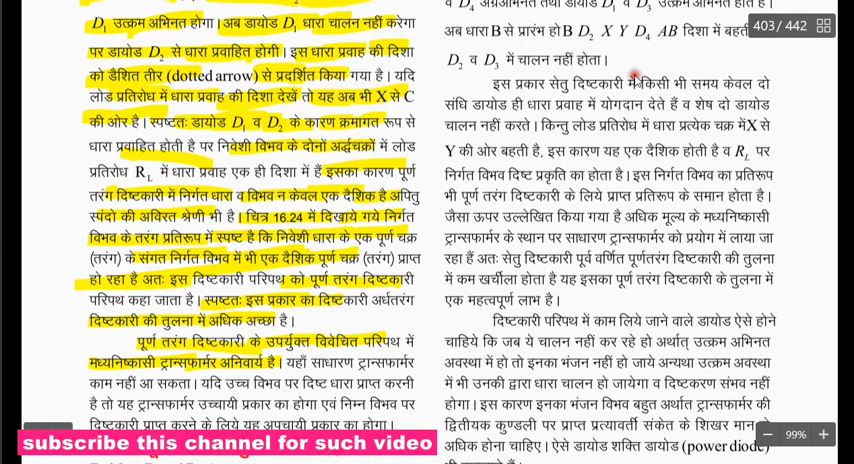 D₁ उत्क्रम अभिनत होगा। अब डायोड D₁ धारा चालन नहीं करेगा
पर डायोड D₂ से धारा प्रवाहित होगी। इस धारा प्रवाह की दिशा
को डैशित तीर (dotted arrow) से प्रदर्शित किया गया है। यदि
लोड प्रतिरोध में धारा प्रवाह की दिशा देखें तो यह अब भी X से C
की ओर है। स्पष्टतः डायोड D₁ व D₂ के कारण क्रमागत रूप से
धारा प्रवाहित होती है पर निवेशी विभव के दोनों अर्द्धचक्रों में लोड
प्रतिरोध R_L में धारा प्रवाह एक ही दिशा में हैं इसका कारण पूर्ण
तरंग दिष्टकारी में निर्गत धारा व विभव न केवल एक दैशिक है अपितु
स्पंदो की अविरत श्रेणी भी है। चित्र 16.24 में दिखाये गये निर्गत
विभव के तरंग प्रतिरूप में स्पष्ट है कि निवेशी धारा के एक पूर्ण चक्र
(तरंग) के संगत निर्गत विभव में भी एक दैशिक पूर्ण चक्र (तरंग) प्राप्त
हो रहा है अतः इस दिष्टकारी परिपथ को पूर्ण तरंग दिष्टकारी
परिपथ कहा जाता है। स्पष्टतः इस प्रकार का दिष्टकारी अर्धतरंग
दिष्टकारी की तुलना में अधिक अच्छा है।
पूर्ण तरंग दिष्टकारी के उपर्युक्त विवेचित परिपथ में
मध्यनिष्कासी ट्रान्सफार्मर अनिवार्य है। यहाँ साधारण ट्रान्सफार्मर
काम नहीं आ सकता। यदि उच्च विभव पर दिष्ट धारा प्राप्त करनी
है तो यह ट्रान्सफार्मर उच्चायी प्रकार का होगा एवं निम्न विभव पर
दिष्टकारी प्राप्त करने के लिये यह अपचायी प्रकार का होगा।
subscribe this channel for such video
व D₄ अग्रअभिनत तथा डायोड D₁ व D₃ उत्क्रम अभिनत होते है।
403 / 442
अब धारा B से प्रारंभ हो B D₂ X Y D₄ AB दिशा में बहती
D₂ व D₃ में चालन नहीं होता।
इस प्रकार सेतु दिष्टकारी में किसी भी समय केवल दो
संधि डायोड ही धारा प्रवाह में योगदान देते हैं व शेष दो डायोड
चालन नहीं करते। किन्तु लोड प्रतिरोध में धारा प्रत्येक चक्र में X से
Y की ओर बहती है, इस कारण यह एक दैशिक होती है व R_L पर
निर्गत विभव दिष्ट प्रकृति का होता है। इस निर्गत विभव का प्रतिरूप
भी पूर्ण तरंग दिष्टकारी के लिये प्राप्त प्रतिरूप के समान होता है।
जैसा ऊपर उल्लेखित किया गया है अधिक मूल्य के मध्यनिष्कासी
ट्रान्सफार्मर के स्थान पर साधारण ट्रान्सफार्मर को प्रयोग में लाया जा
रहा हैं अतः सेतु दिष्टकारी पूर्व वर्णित पूर्णतरंग दिष्टकारी की तुलना
में कम खर्चीला होता है यह इसका पूर्ण तरंग दिष्टकारी के तुलना में
एक महत्वपूर्ण लाभ है।
दिष्टकारी परिपथ में काम लिये जाने वाले डायोड ऐसे होने
चाहिये कि जब ये चालन नहीं कर रहे हो अर्थात् उत्क्रम अभिनत
अवस्था में हो तो इनका भंजन नहीं हो जाये अन्यथा उत्क्रम अवस्था
में भी उनकी द्वारा धारा चालन हो जायेगा व दिष्टकरण संभव नहीं
होगा। इस कारण इनका भंजन विभव बहुत अर्थात ट्रान्सफार्मर की
द्वितीयक कुण्डली पर प्राप्त प्रत्यावर्ती संकेत के शिखर मान से
99%
अधिक होना चाहिए। ऐसे डायोड शक्ति डायोड (power diode)